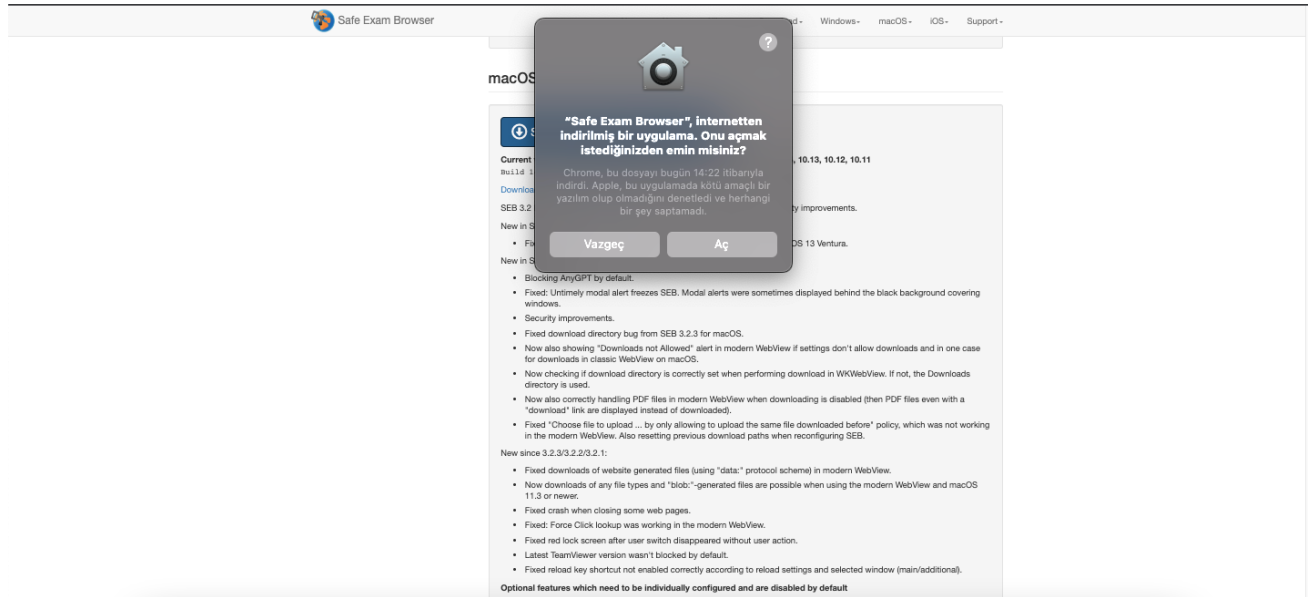 Safe Exam Browser
Windows
macOS
iOS
Support
?
macOS
"Safe Exam Browser", internetten
indirilmiş bir uygulama. Onu açmak
istediğinizden emin misiniz?
Chrome, bu dosyayı bugün 14:22 itibarıyla
indirdi. Apple, bu uygulamada kötü amaçlı bir
yazılım olup olmadığını denetledi ve herhangi
bir şey saptamadı.
Vazgeç
Aç
Current
, 10.13, 10.12, 10.11
Build
SEB 3.2
improvements.
New in
OS 13 Ventura.
New in
• Blocking AnyGPT by default.
• Fixed: Untimely modal alert freezes SEB. Modal alerts were sometimes displayed behind the black background covering
windows.
• Security improvements.
• Fixed download directory bug from SEB 3.2.3 for macOS.
• Now also showing "Downloads not Allowed" alert in modern WebView if settings don't allow downloads and in one case
for downloads in classic WebView on macOS.
• Now checking if download directory is correctly set when performing download in WKWebView. If not, the Downloads
directory is used.
• Now also correctly handling PDF files in modern WebView when downloading is disabled (then PDF files even with a
"download" link are displayed instead of downloaded).
• Fixed "Choose file to upload ... by only allowing to upload the same file downloaded before" policy, which was not working
in the modern WebView. Also resetting previous download paths when reconfiguring SEB.
New since 3.2.3/3.2.2/3.2.1:
• Fixed downloads of website generated files (using "data:" protocol scheme) in modern WebView.
• Now downloads of any file types and "blob:"-generated files are possible when using the modern WebView and macOS
11.3 or newer.
• Fixed crash when closing some web pages.
• Fixed: Force Click lookup was working in the modern WebView.
• Fixed red lock screen after user switch disappeared without user action.
• Latest TeamViewer version wasn't blocked by default.
• Fixed reload key shortcut not enabled correctly according to reload settings and selected window (main/additional).
Optional features which need to be individually configured and are disabled by default